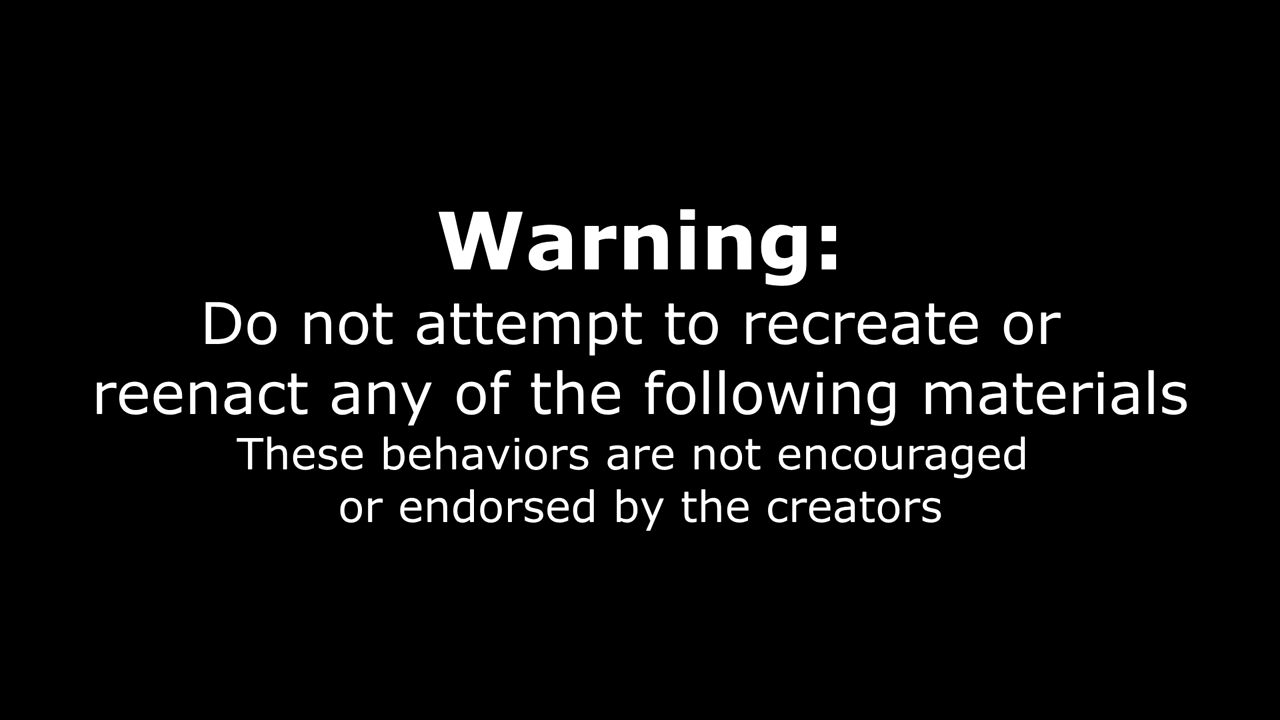 Warning:
Do not attempt to recreate or
reenact any of the following materials
These behaviors are not encouraged
or endorsed by the creators